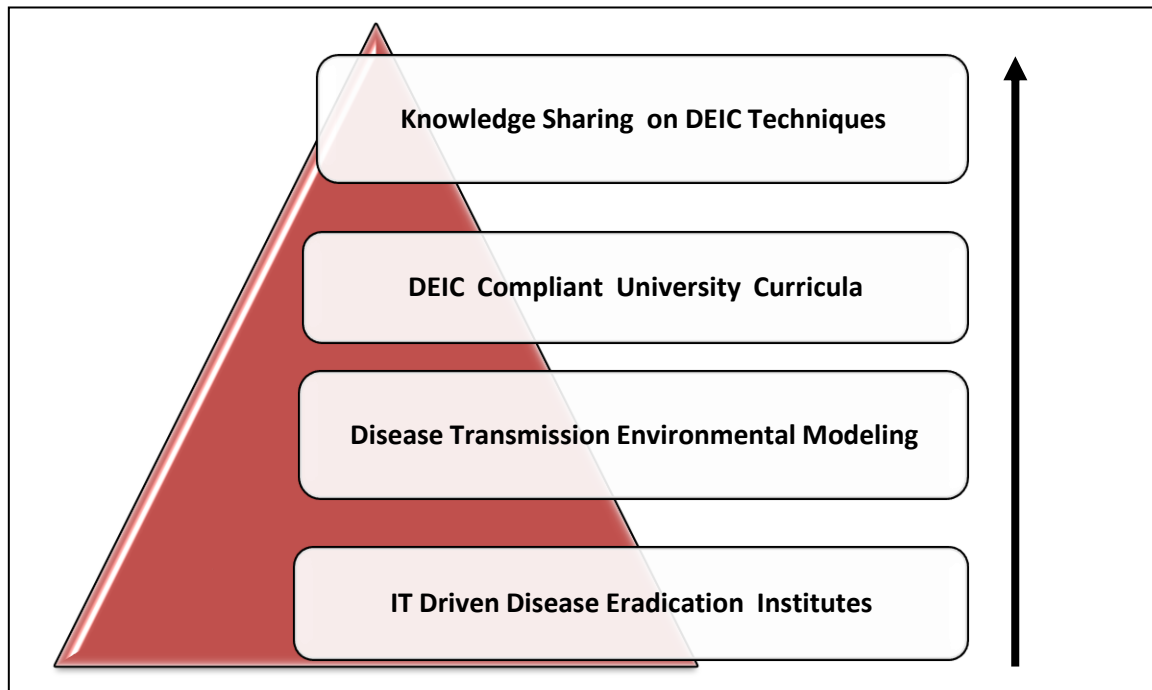 Knowledge Sharing on DEIC Techniques
DEIC Compliant University Curricula
Disease Transmission Environmental Modeling
IT Driven Disease Eradication Institutes